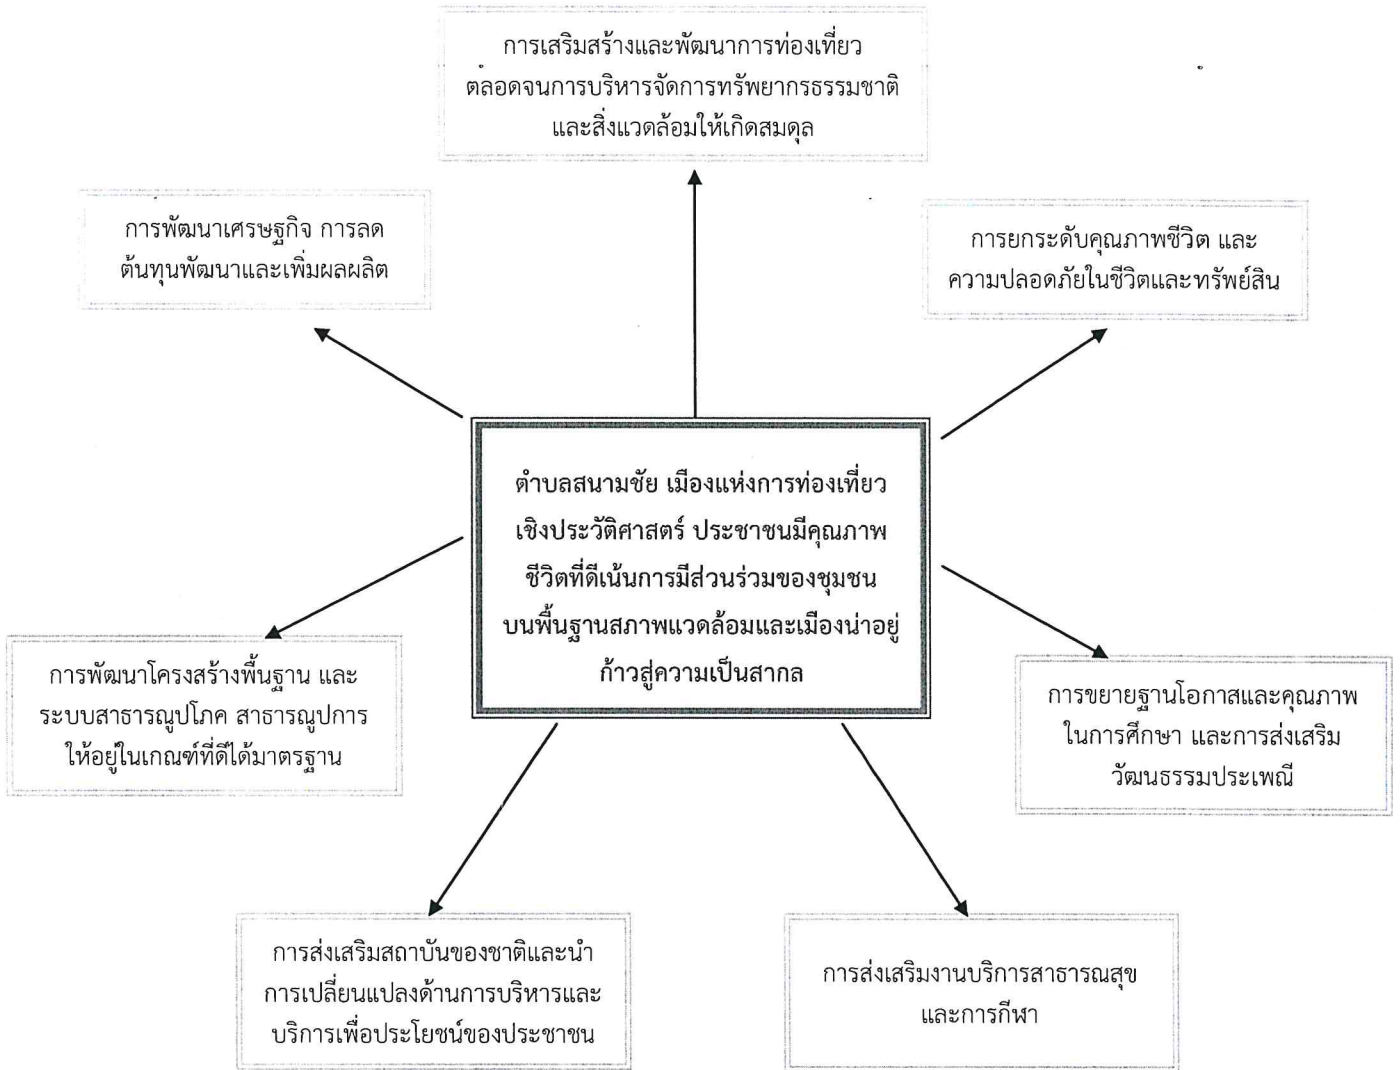 การเสริมสร้างและพัฒนาการท่องเที่ยว
ตลอดจนการบริหารจัดการทรัพยากรธรรมชาติ
และสิ่งแวดล้อมให้เกิดสมดุล
การพัฒนาเศรษฐกิจ การลด
ต้นทุนพัฒนาและเพิ่มผลผลิต
การยกระดับคุณภาพชีวิต และ
ความปลอดภัยในชีวิตและทรัพย์สิน
ตำบลสนามชัย เมืองแห่งการท่องเที่ยว
เชิงประวัติศาสตร์ ประชาชนมีคุณภาพ
ชีวิตที่ดีเน้นการมีส่วนร่วมของชุมชน
บนพื้นฐานสภาพแวดล้อมและเมืองน่าอยู่
ก้าวสู่ความเป็นสากล
การพัฒนาโครงสร้างพื้นฐาน และ
ระบบสาธารณูปโภค สาธารณูปการ
ให้อยู่ในเกณฑ์ที่ดีได้มาตรฐาน
การขยายฐานโอกาสและคุณภาพ
ในการศึกษา และการส่งเสริม
วัฒนธรรมประเพณี
การส่งเสริมสถาบันของชาติและนำ
การเปลี่ยนแปลงด้านการบริหารและ
บริการเพื่อประโยชน์ของประชาชน
การส่งเสริมงานบริการสาธารณสุข
และการกีฬา